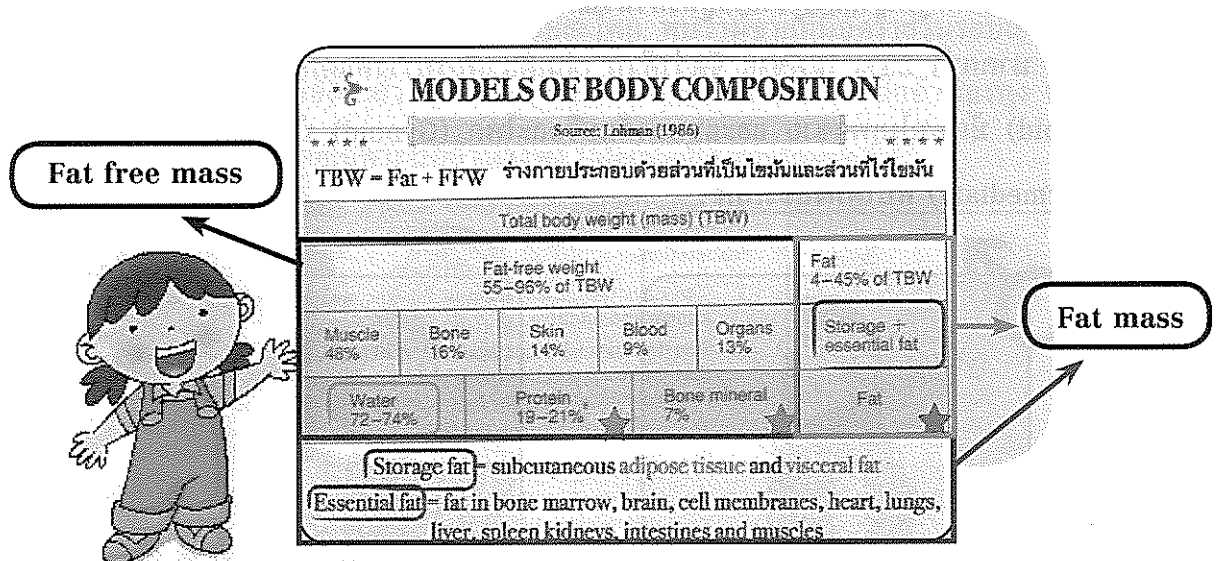 MODELS OF BODY COMPOSITION
Source: Lohman (1986)
Fat free mass
TBW = Fat + FFW ร่างกายประกอบด้วยส่วนที่เป็นไขมันและส่วนที่ไร้ไขมัน
Total body weight (mass) (TBW)
Fat-free weight
55–96% of TBW
Fat
4–45% of TBW
Muscle
48%
Bone
16%
Skin
14%
Blood
9%
Organs
13%
Storage +
essential fat
Fat mass
Water
72–74%
Protein
19–21%
Bone mineral
7%
Fat
Storage fat = subcutaneous adipose tissue and visceral fat
Essential fat = fat in bone marrow, brain, cell membranes, heart, lungs,
liver, spleen kidneys, intestines and muscles